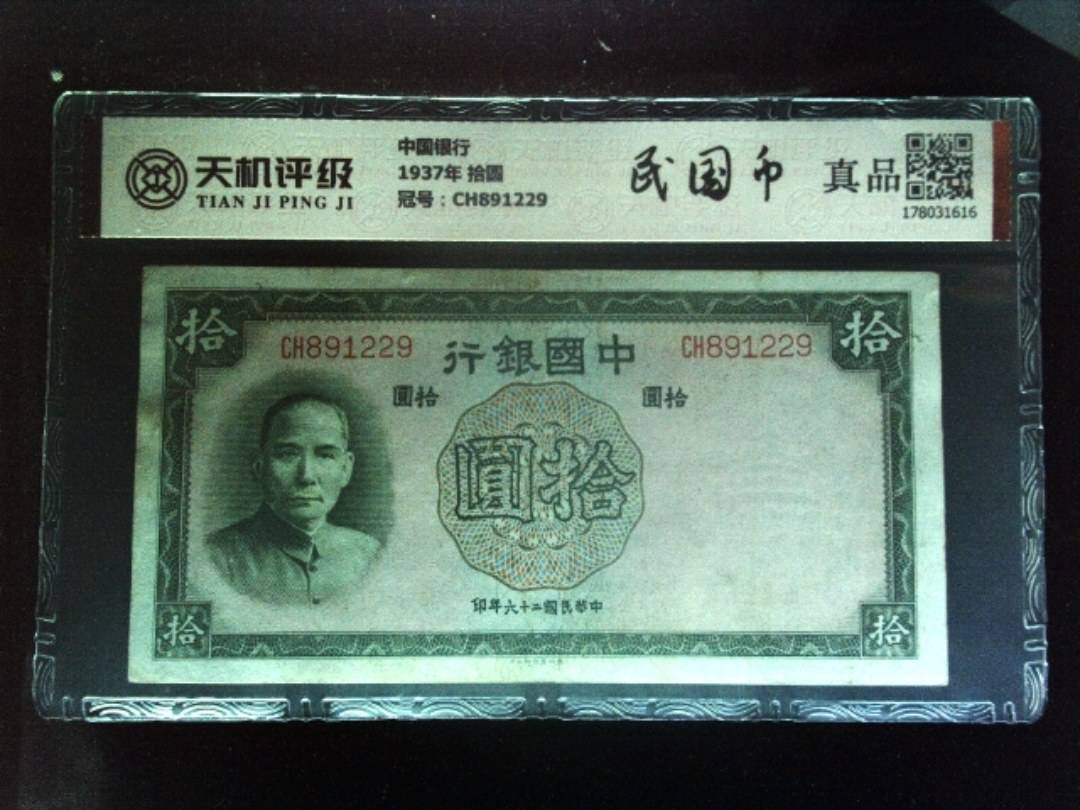 天机评级
TIAN JI PING JI
中国银行
1937年 拾圆
冠号：CH891229
民国币
真品
178031616
拾
拾
CH891229
CH891229
行銀國中
圓拾
圓拾
圓拾
印年六十二國民華中
拾
拾